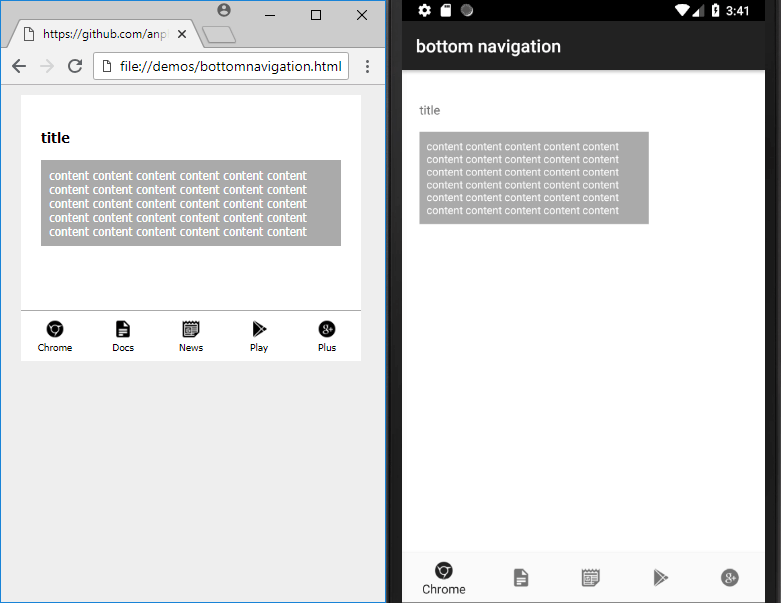 https://github.com/anpl
file://demos/bottomnavigation.html
title
content content content content content content
content content content content content content
content content content content content content
content content content content content content
content content content content content content
Chrome Docs News Play Plus
3:41
bottom navigation
title
content content content content content
content content content content content
content content content content content
content content content content content
content content content content content
content content content content content
Chrome